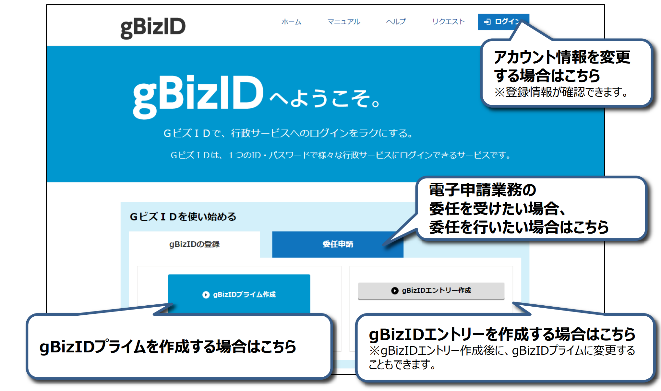 gBizID
ホーム マニュアル ヘルプ リクエスト ログイン
アカウント情報を変更
する場合はこちら
※登録情報が確認できます。
gBizIDへようこそ。
GビズIDで、行政サービスへのログインをラクにする。
GビズIDは、1つのID・パスワードで様々な行政サービスにログインできるサービスです。
電子申請業務の
委任を受けたい場合、
委任を行いたい場合はこちら
GビズIDを使い始める
gBizIDの登録 委任申請
gBizIDプライム作成 gBizIDエントリー作成
gBizIDプライムを作成する場合はこちら
gBizIDエントリーを作成する場合はこちら
※gBizIDエントリー作成後に、gBizIDプライムに変更する
こともできます。